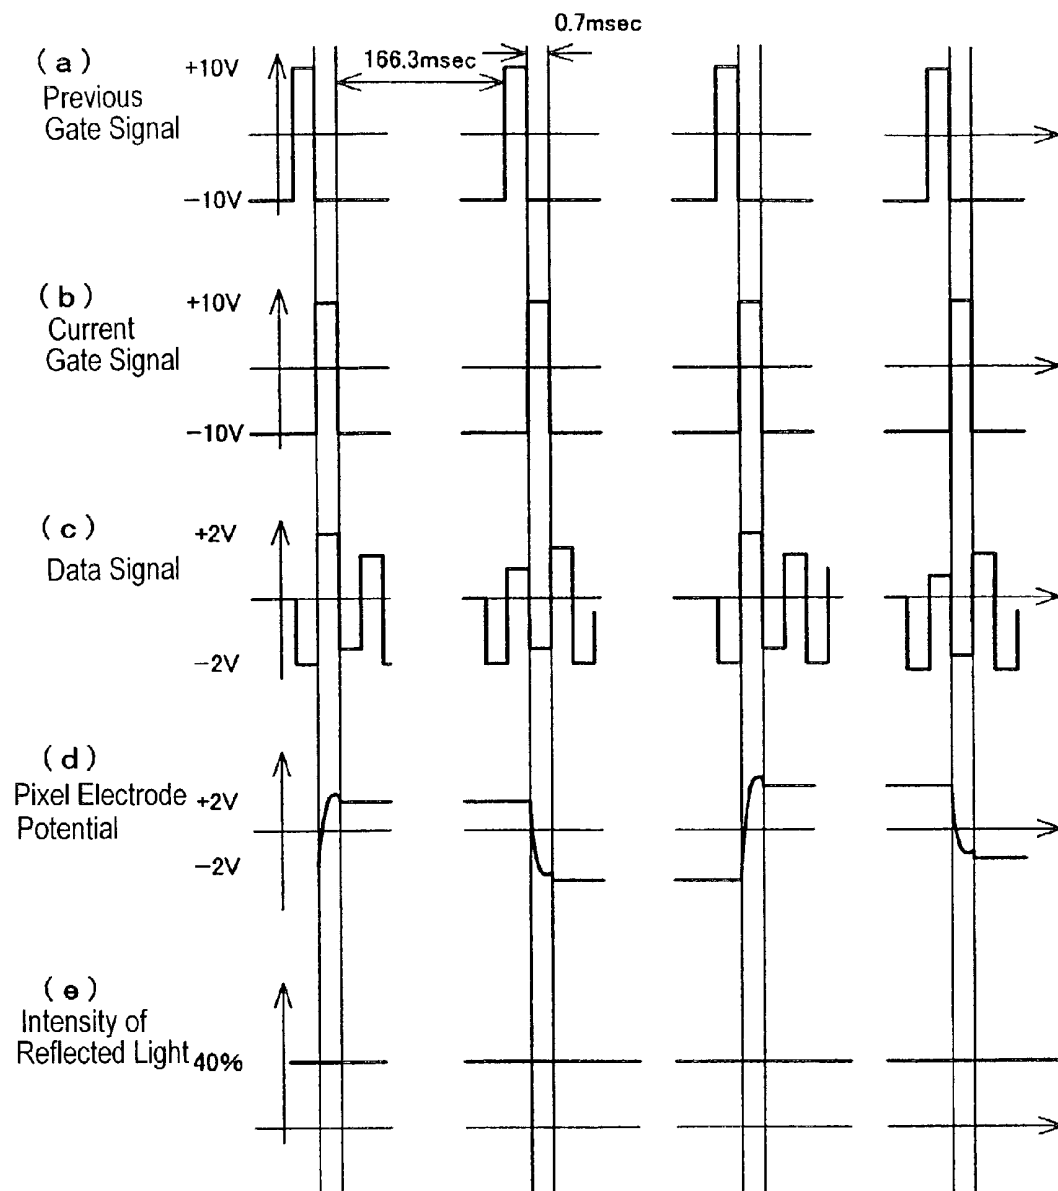 0.7msec
166.3msec
(a)
Previous
Gate Signal
+10V
−10V
(b)
Current
Gate Signal
+10V
−10V
(c)
Data Signal
+2V
−2V
(d)
Pixel Electrode
Potential
+2V
−2V
(e)
Intensity of
Reflected Light
40%